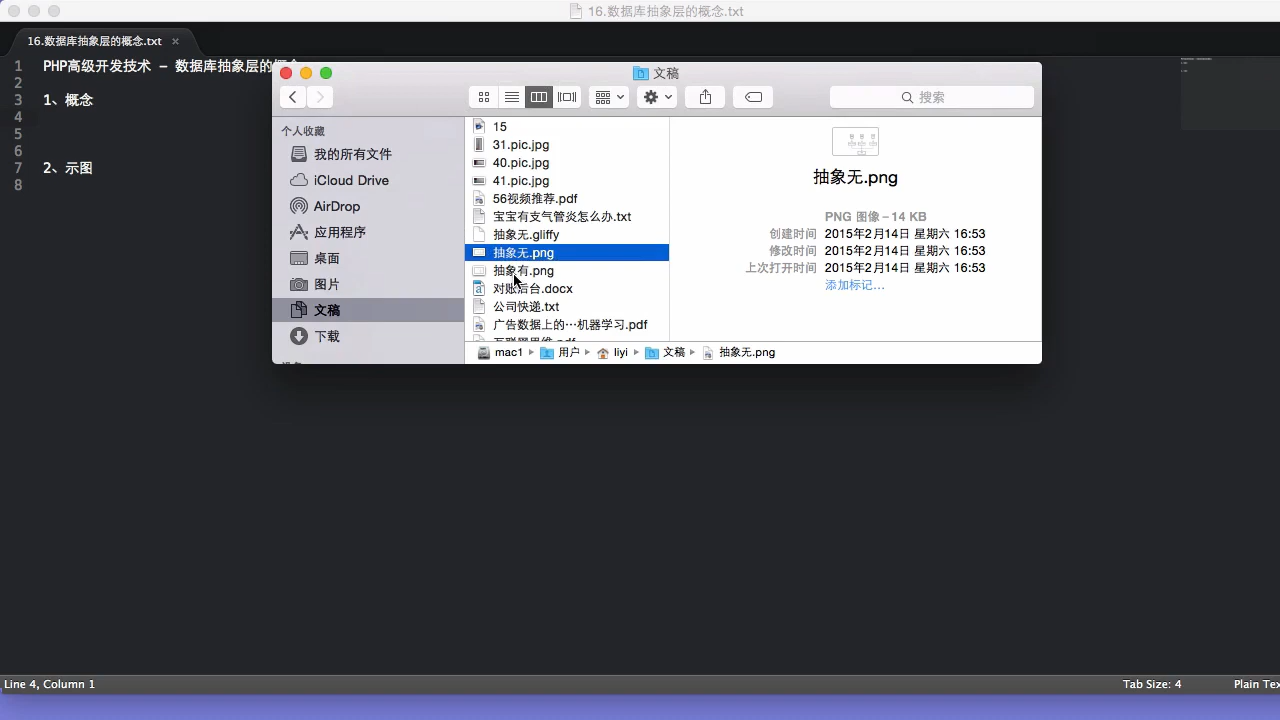 16.数据库抽象层的概念.txt
16.数据库抽象层的概念.txt ×
1 PHP高级开发技术 - 数据库抽象层的概念
2
3 1、概念
4
5
6
7 2、示图
8
文稿
搜索
个人收藏
我的所有文件
iCloud Drive
AirDrop
应用程序
桌面
图片
文稿
下载
15
31.pic.jpg
40.pic.jpg
41.pic.jpg
56视频推荐.pdf
宝宝有支气管炎怎么办.txt
抽象无.gliffy
抽象无.png
抽象有.png
对账后台.docx
公司快递.txt
广告数据上的…机器学习.pdf
抽象无.png
PNG 图像 – 14 KB
创建时间 2015年2月14日 星期六 16:53
修改时间 2015年2月14日 星期六 16:53
上次打开时间 2015年2月14日 星期六 16:53
添加标记…
mac1 ▸ 用户 ▸ liyi ▸ 文稿 ▸ 抽象无.png
Line 4, Column 1
Tab Size: 4
Plain Tex